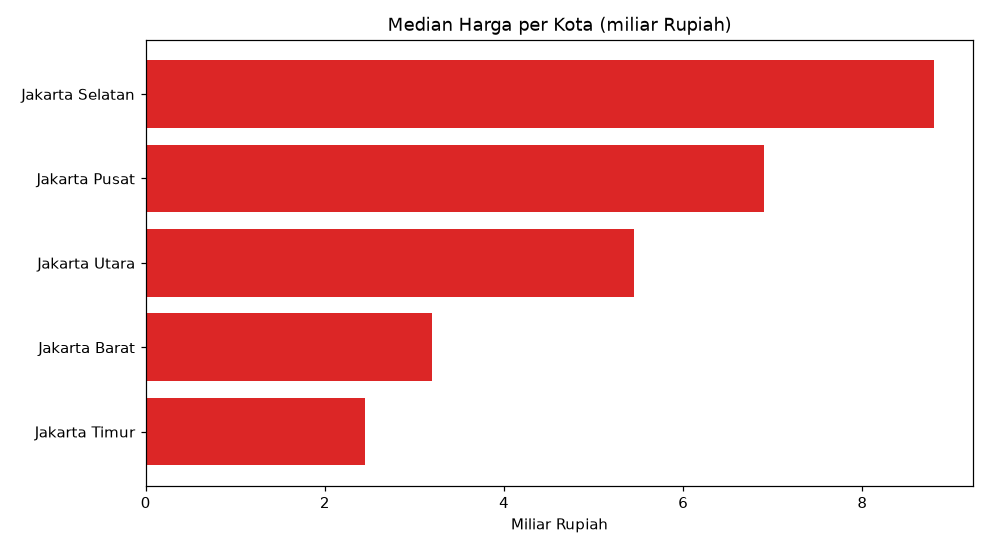 Median Harga per Kota (miliar Rupiah)
Jakarta Selatan
Jakarta Pusat
Jakarta Utara
Jakarta Barat
Jakarta Timur
0 2 4 6 8
Miliar Rupiah